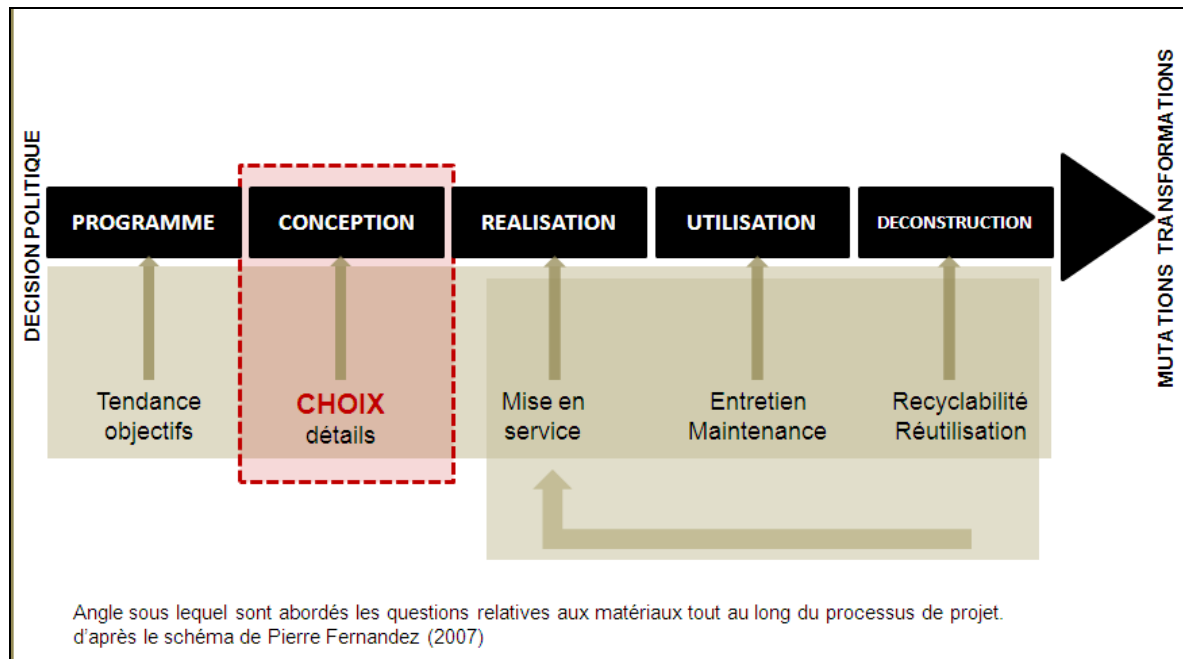 DECISION POLITIQUE
PROGRAMME
CONCEPTION
REALISATION
UTILISATION
DECONSTRUCTION
MUTATIONS TRANSFORMATIONS
Tendance
objectifs
CHOIX
détails
Mise en
service
Entretien
Maintenance
Recyclabilité
Réutilisation
Angle sous lequel sont abordés les questions relatives aux matériaux tout au long du processus de projet.
d'après le schéma de Pierre Fernandez (2007)